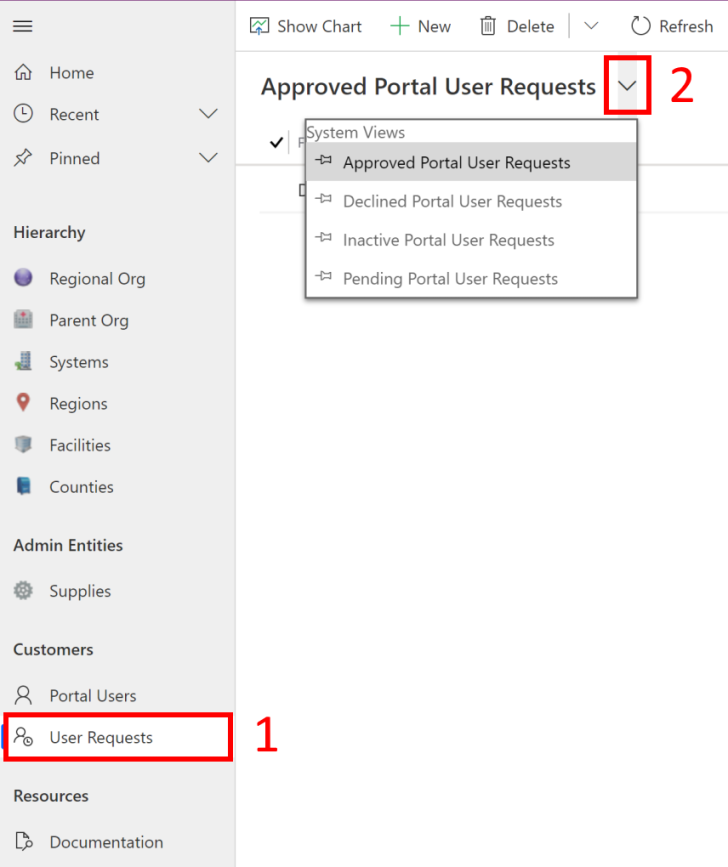 Show Chart
New
Delete
Refresh
Home
Recent
Pinned
Approved Portal User Requests
2
System Views
Approved Portal User Requests
Declined Portal User Requests
Inactive Portal User Requests
Pending Portal User Requests
Hierarchy
Regional Org
Parent Org
Systems
Regions
Facilities
Counties
Admin Entities
Supplies
Customers
Portal Users
User Requests
1
Resources
Documentation